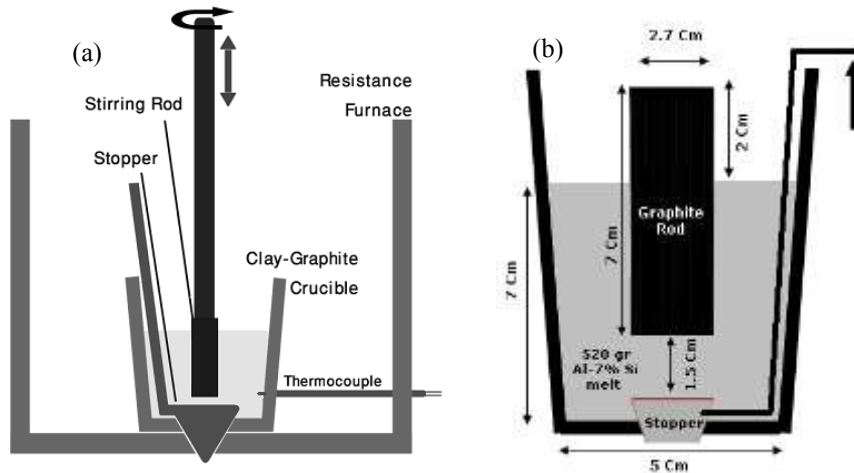 (a)
Stirring Rod
Stopper
Resistance
Furnace
Clay-Graphite
Crucible
Thermocouple
(b)
2.7 Cm
2 Cm
Graphite
Rod
7 Cm
7 Cm
1.5 Cm
520 gr
Al-7% Si
melt
Stopper
5 Cm